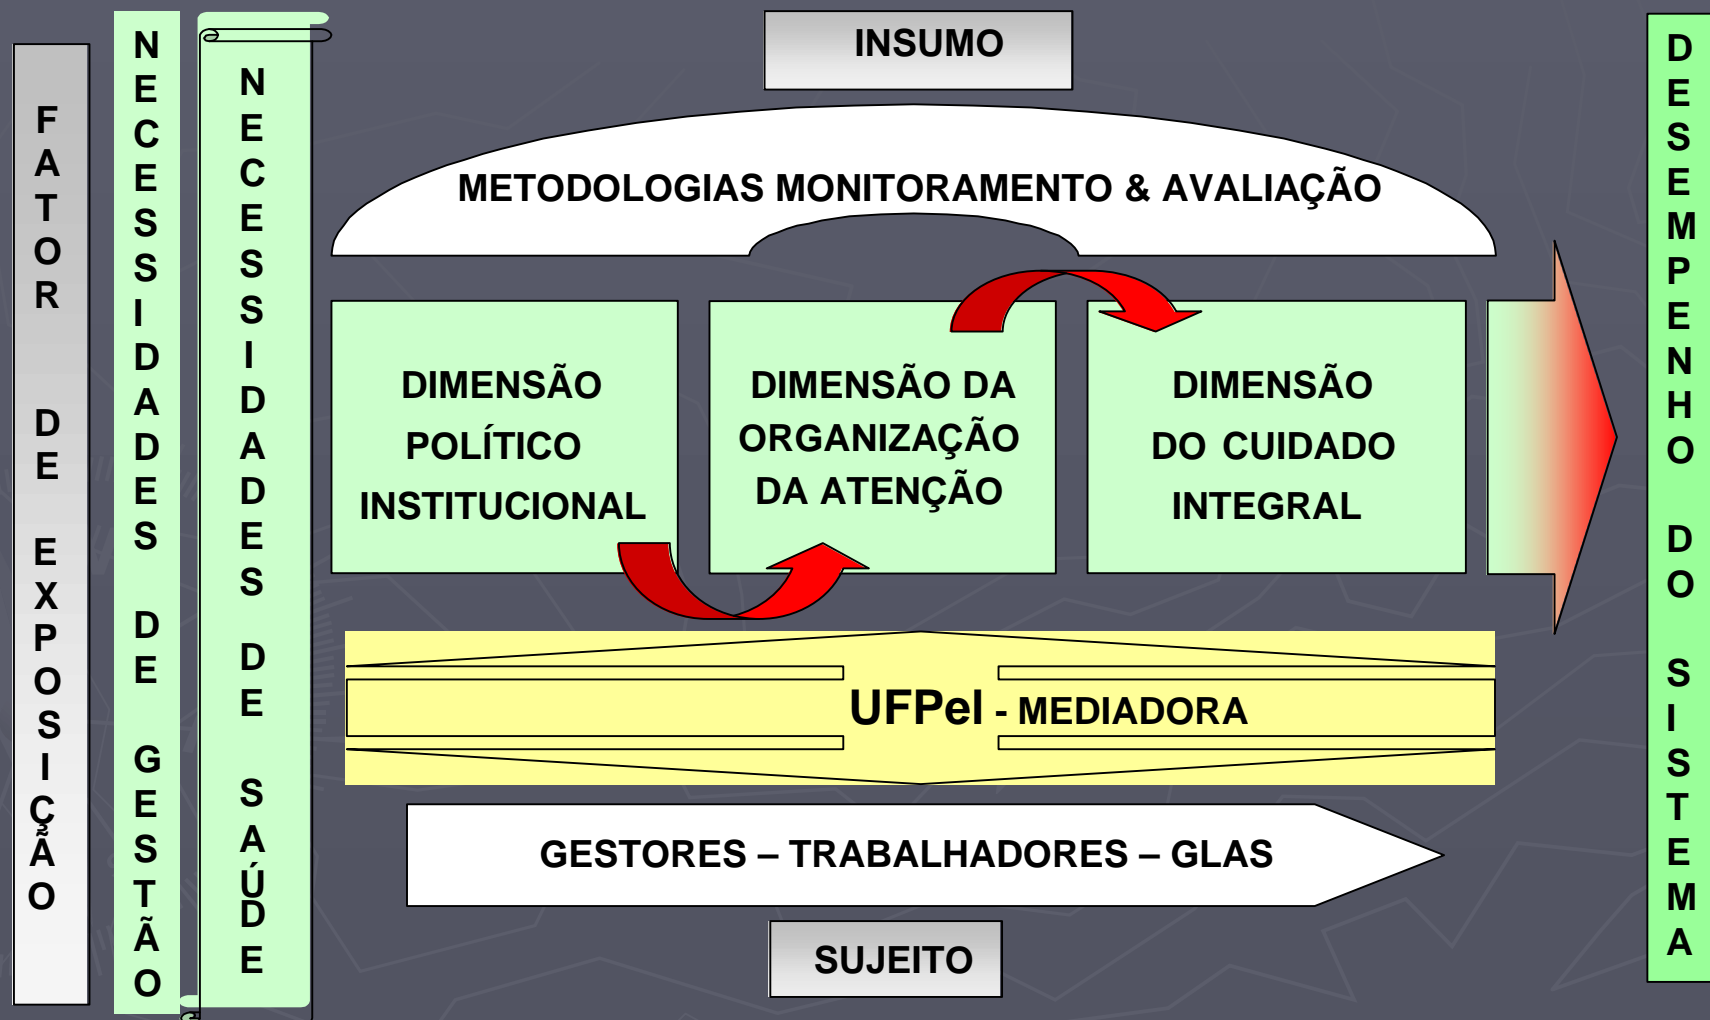 FATOR DE EXPOSIÇÃO
NECESSIDADES DE GESTÃO
NECESSIDADES DE SAÚDE
INSUMO
METODOLOGIAS MONITORAMENTO & AVALIAÇÃO
DIMENSÃO
POLÍTICO
INSTITUCIONAL
DIMENSÃO DA
ORGANIZAÇÃO
DA ATENÇÃO
DIMENSÃO
DO CUIDADO
INTEGRAL
UFPel - MEDIADORA
GESTORES – TRABALHADORES – GLAS
SUJEITO
DESEMPENHO DO SISTEMA